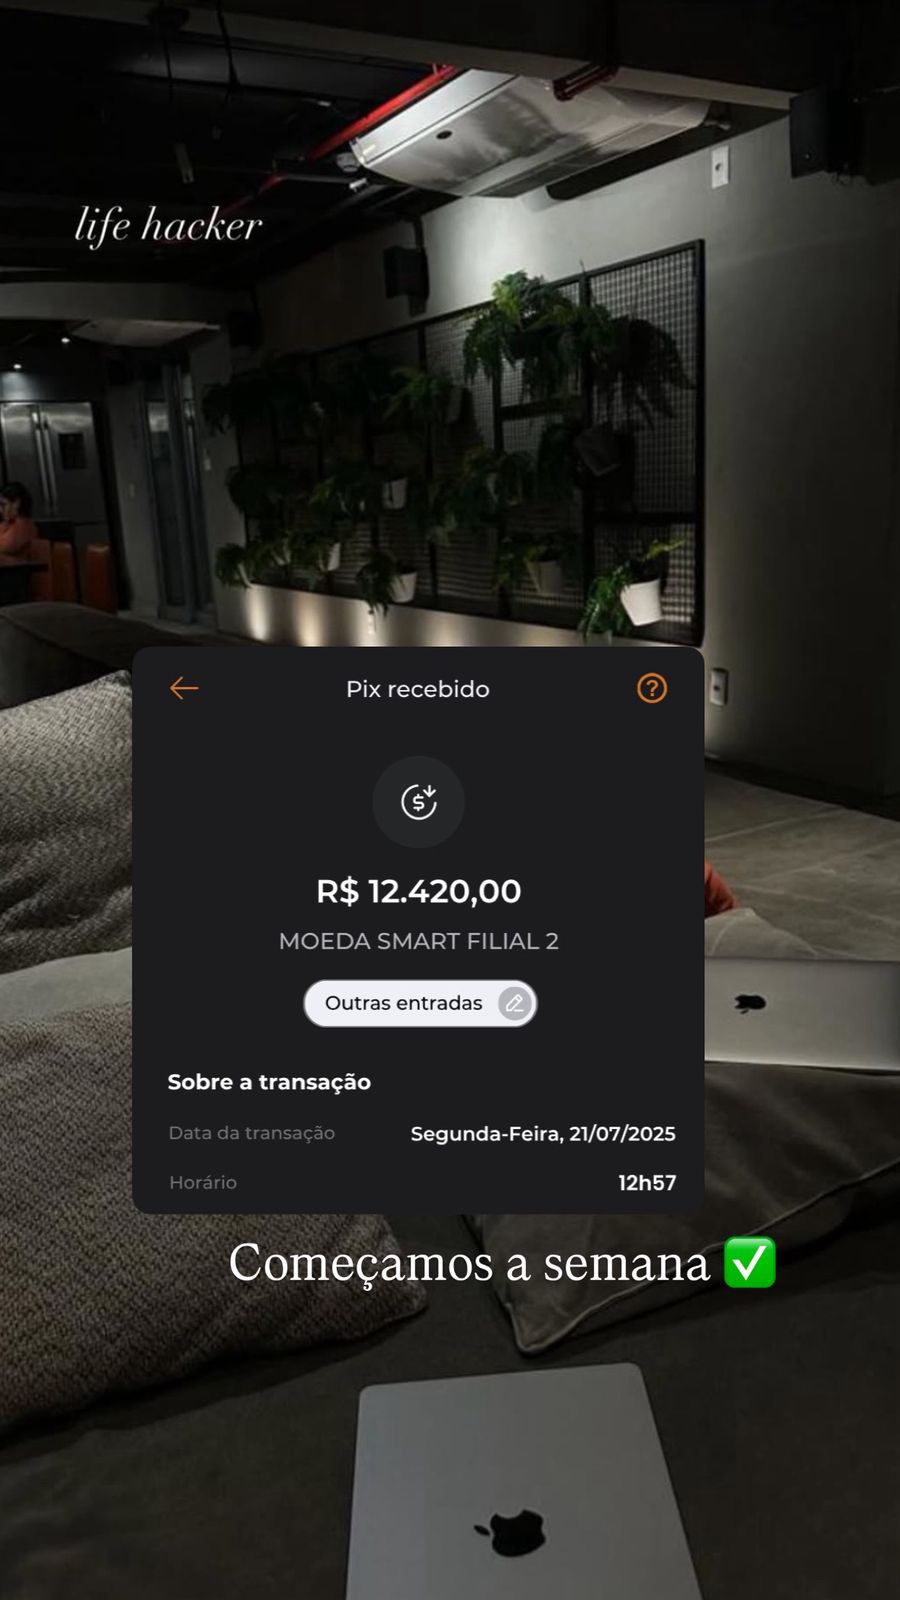 life hacker
Pix recebido
R$ 12.420,00
MOEDA SMART FILIAL 2
Outras entradas
Sobre a transação
Data da transação Segunda-Feira, 21/07/2025
Horário 12h57
Começamos a semana ✅